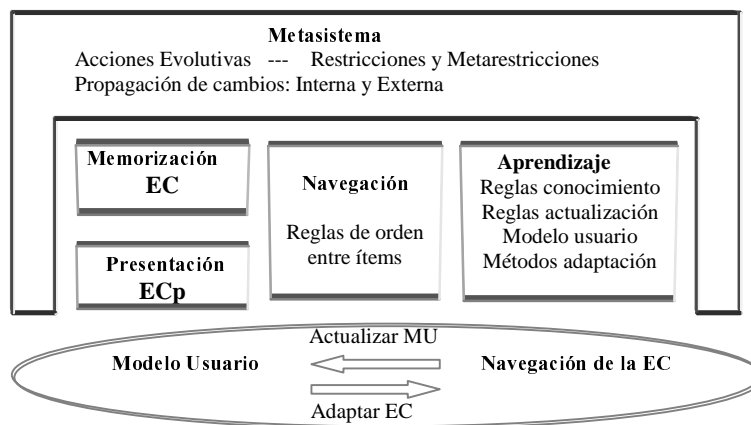 Metasistema
Acciones Evolutivas --- Restricciones y Metarestricciones
Propagación de cambios: Interna y Externa
Memorización
EC
Presentación
ECp
Navegación
Reglas de orden
entre ítems
Aprendizaje
Reglas conocimiento
Reglas actualización
Modelo usuario
Métodos adaptación
Actualizar MU
Modelo Usuario
Navegación de la EC
Adaptar EC